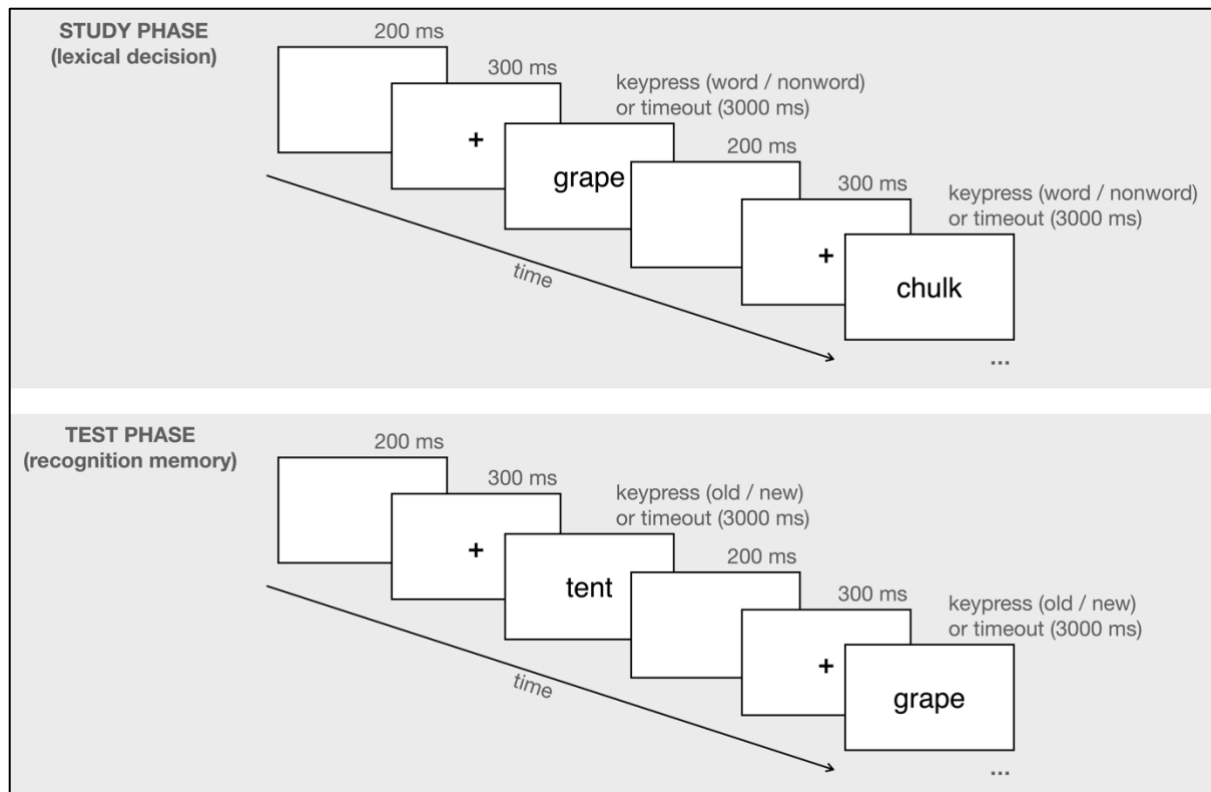 STUDY PHASE
(lexical decision)
200 ms
300 ms
keypress (word / nonword)
or timeout (3000 ms)
+
grape
200 ms
300 ms
keypress (word / nonword)
or timeout (3000 ms)
+
chulk
time
...
TEST PHASE
(recognition memory)
200 ms
300 ms
keypress (old / new)
or timeout (3000 ms)
+
tent
200 ms
300 ms
keypress (old / new)
or timeout (3000 ms)
+
grape
time
...